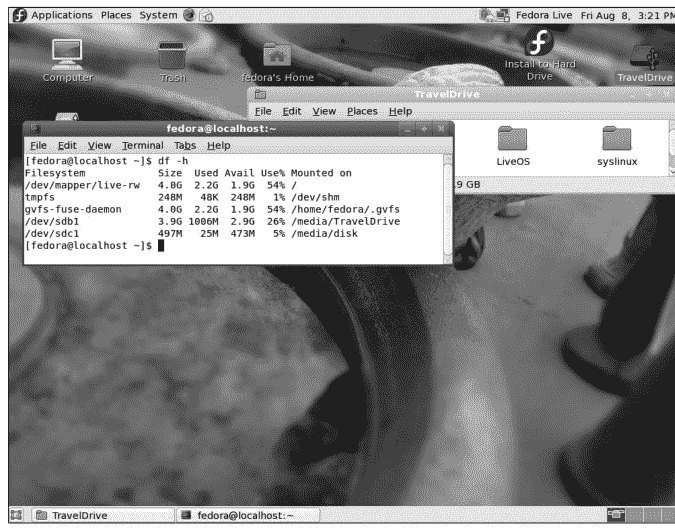 Applications Places System Fedora Live Fri Aug 8, 3:21 PM
Computer
Trash
fedora's Home
Install to Hard Drive
TravelDrive
TravelDrive
File Edit View Places Help
LiveOS
syslinux
.9 GB
fedora@localhost:~
File Edit View Terminal Tabs Help
[fedora@localhost ~]$ df -h
Filesystem Size Used Avail Use% Mounted on
/dev/mapper/live-rw 4.0G 2.2G 1.9G 54% /
tmpfs 248M 48K 248M 1% /dev/shm
gvfs-fuse-daemon 4.0G 2.2G 1.9G 54% /home/fedora/.gvfs
/dev/sdb1 3.9G 1006M 2.9G 26% /media/TravelDrive
/dev/sdc1 497M 25M 473M 5% /media/disk
[fedora@localhost ~]$
TravelDrive
fedora@localhost:~